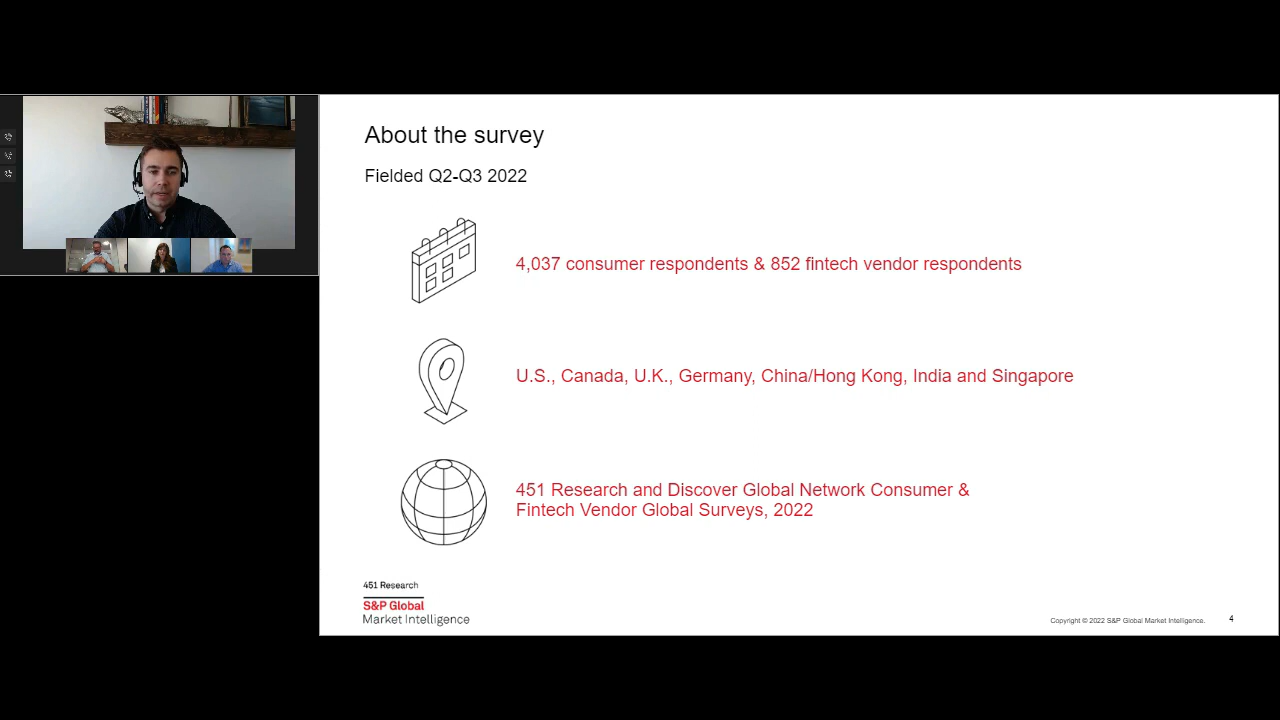 About the survey
Fielded Q2-Q3 2022
4,037 consumer respondents & 852 fintech vendor respondents
U.S., Canada, U.K., Germany, China/Hong Kong, India and Singapore
451 Research and Discover Global Network Consumer &
Fintech Vendor Global Surveys, 2022
451 Research
S&P Global
Market Intelligence
Copyright © 2022 S&P Global Market Intelligence.
4